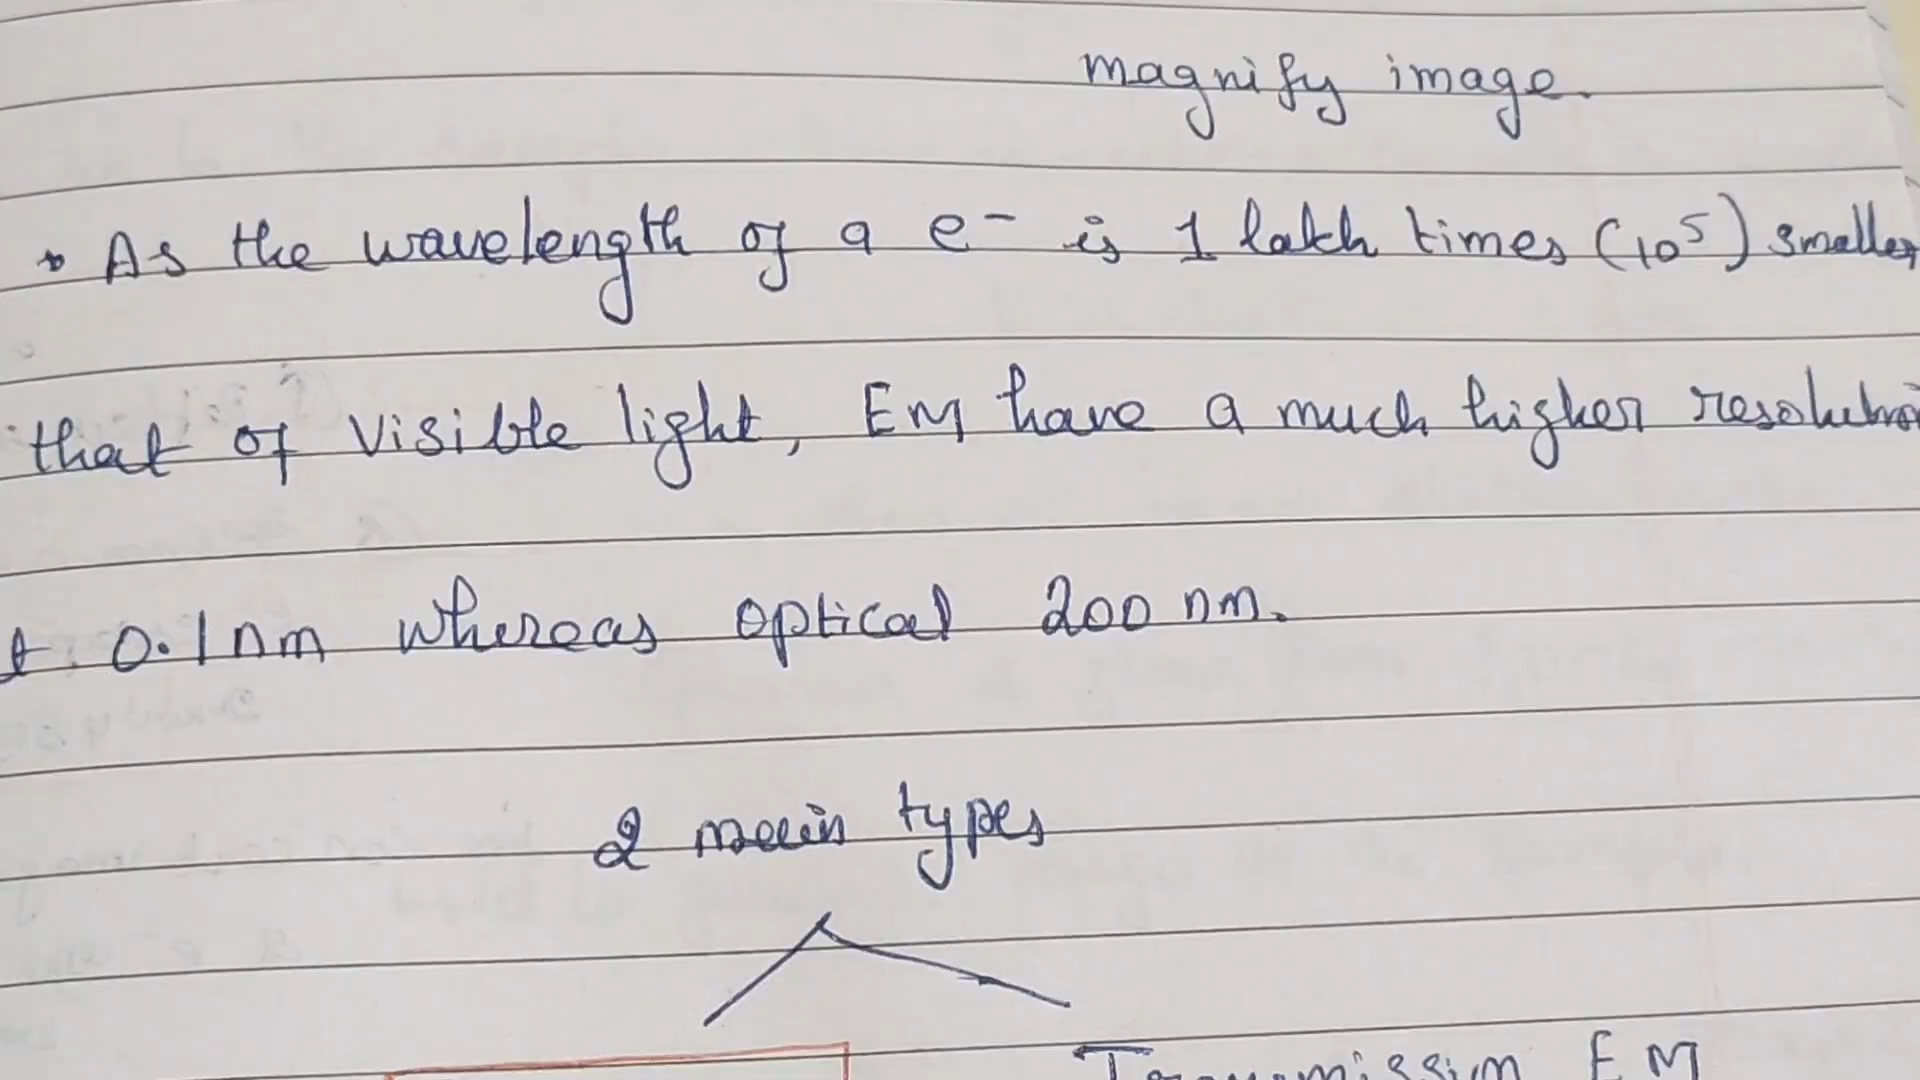 magnify image.
• As the wavelength of a e⁻ is 1 lakh times (10⁵) smaller
that of visible light, EM have a much higher resolution
0.1nm whereas optical 200 nm.
2 main types
Transmission EM